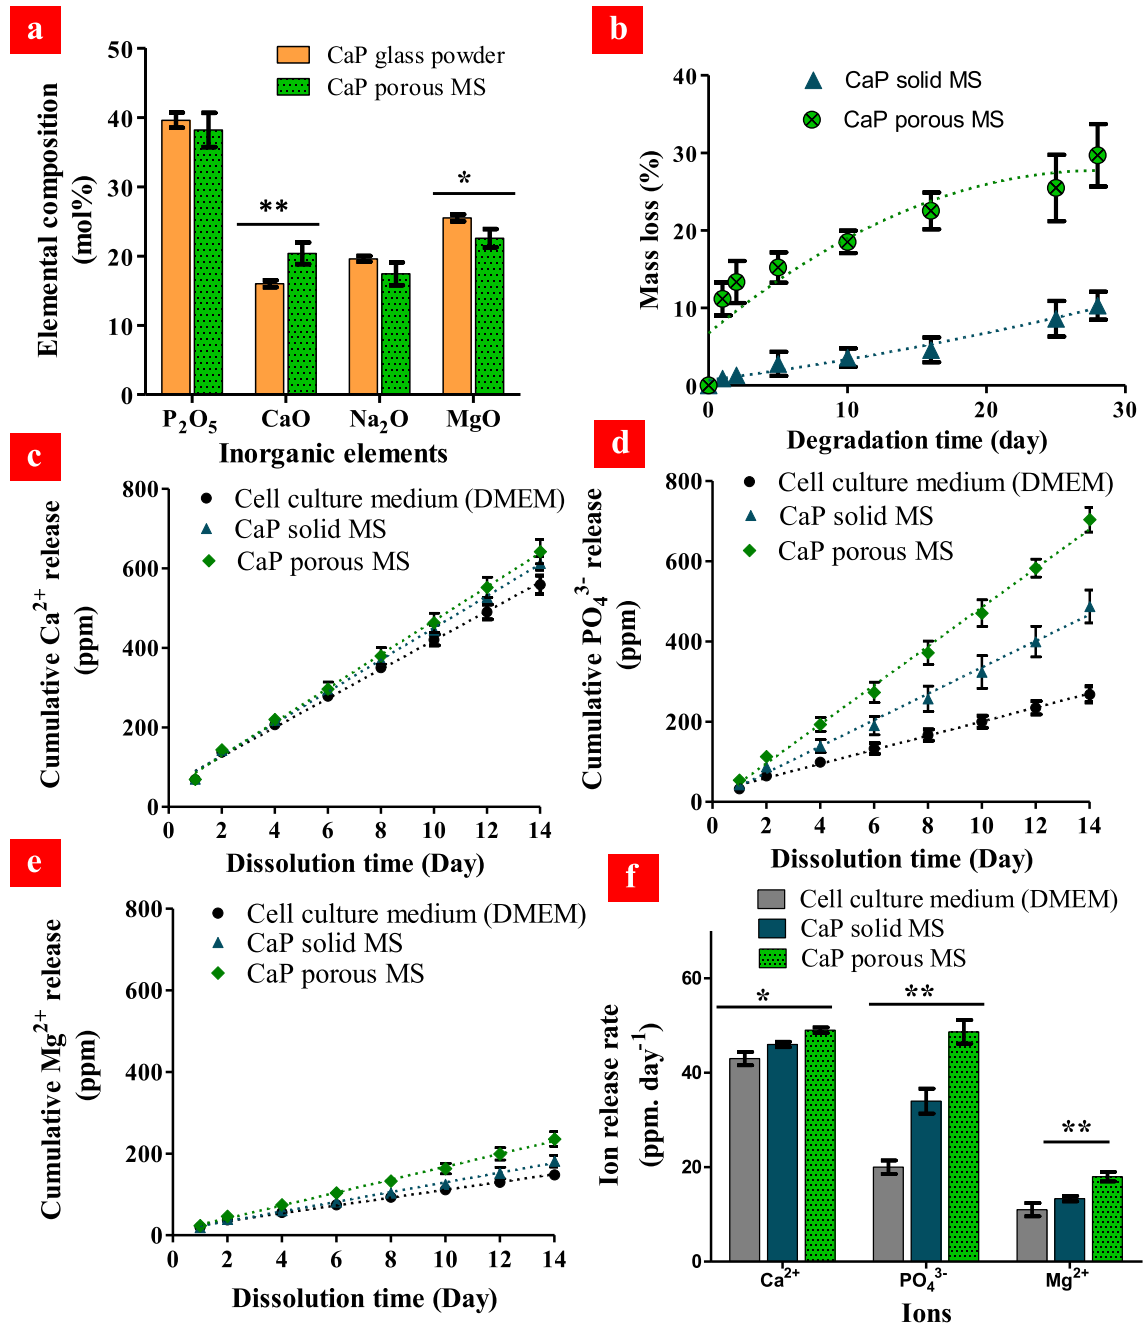 a
50
40
30
20
10
0
Elemental composition
(mol%)
CaP glass powder
CaP porous MS
**
*
P₂O₅ CaO Na₂O MgO
Inorganic elements
b
40
30
20
10
0
Mass loss (%)
CaP solid MS
CaP porous MS
0 10 20 30
Degradation time (day)
c
800
600
400
200
0
Cumulative Ca²⁺ release
(ppm)
Cell culture medium (DMEM)
CaP solid MS
CaP porous MS
0 2 4 6 8 10 12 14
Dissolution time (Day)
d
800
600
400
200
0
Cumulative PO₄³⁻ release
(ppm)
Cell culture medium (DMEM)
CaP solid MS
CaP porous MS
0 2 4 6 8 10 12 14
Dissolution time (Day)
e
800
600
400
200
0
Cumulative Mg²⁺ release
(ppm)
Cell culture medium (DMEM)
CaP solid MS
CaP porous MS
0 2 4 6 8 10 12 14
Dissolution time (Day)
f
60
40
20
0
Ion release rate
(ppm. day⁻¹)
Cell culture medium (DMEM)
CaP solid MS
CaP porous MS
*
**
**
Ca²⁺ PO₄³⁻ Mg²⁺
Ions